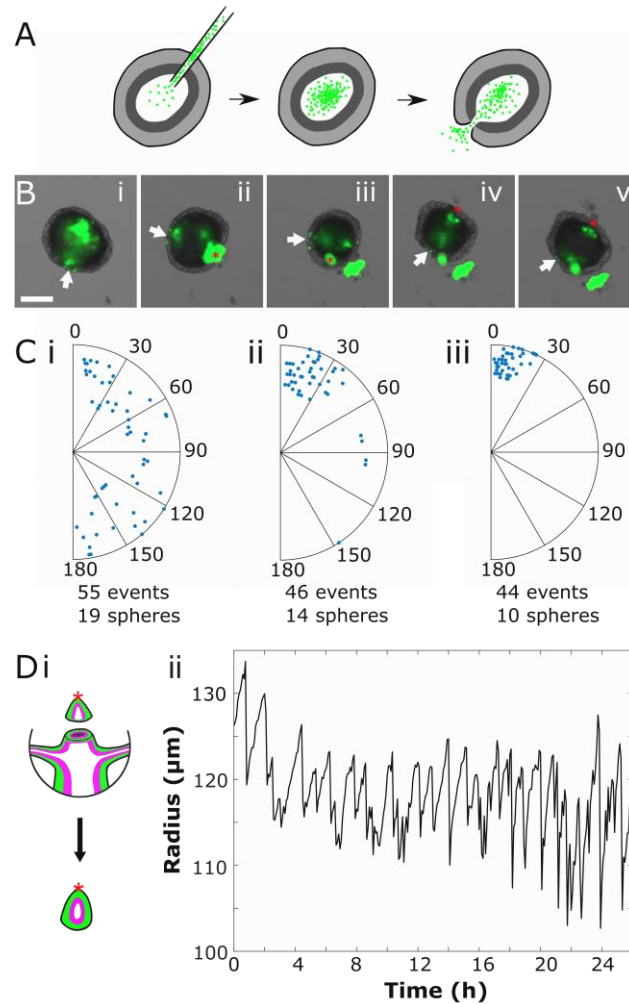 A
B i ii iii iv v
*
*
*
*
C i ii iii
0 0 0
30 30 30
60 60 60
90 90 90
120 120 120
150 150 150
180 180 180
55 events 46 events 44 events
19 spheres 14 spheres 10 spheres
D i ii
*
*
Radius (µm)
130
120
110
100
0 4 8 12 16 20 24
Time (h)